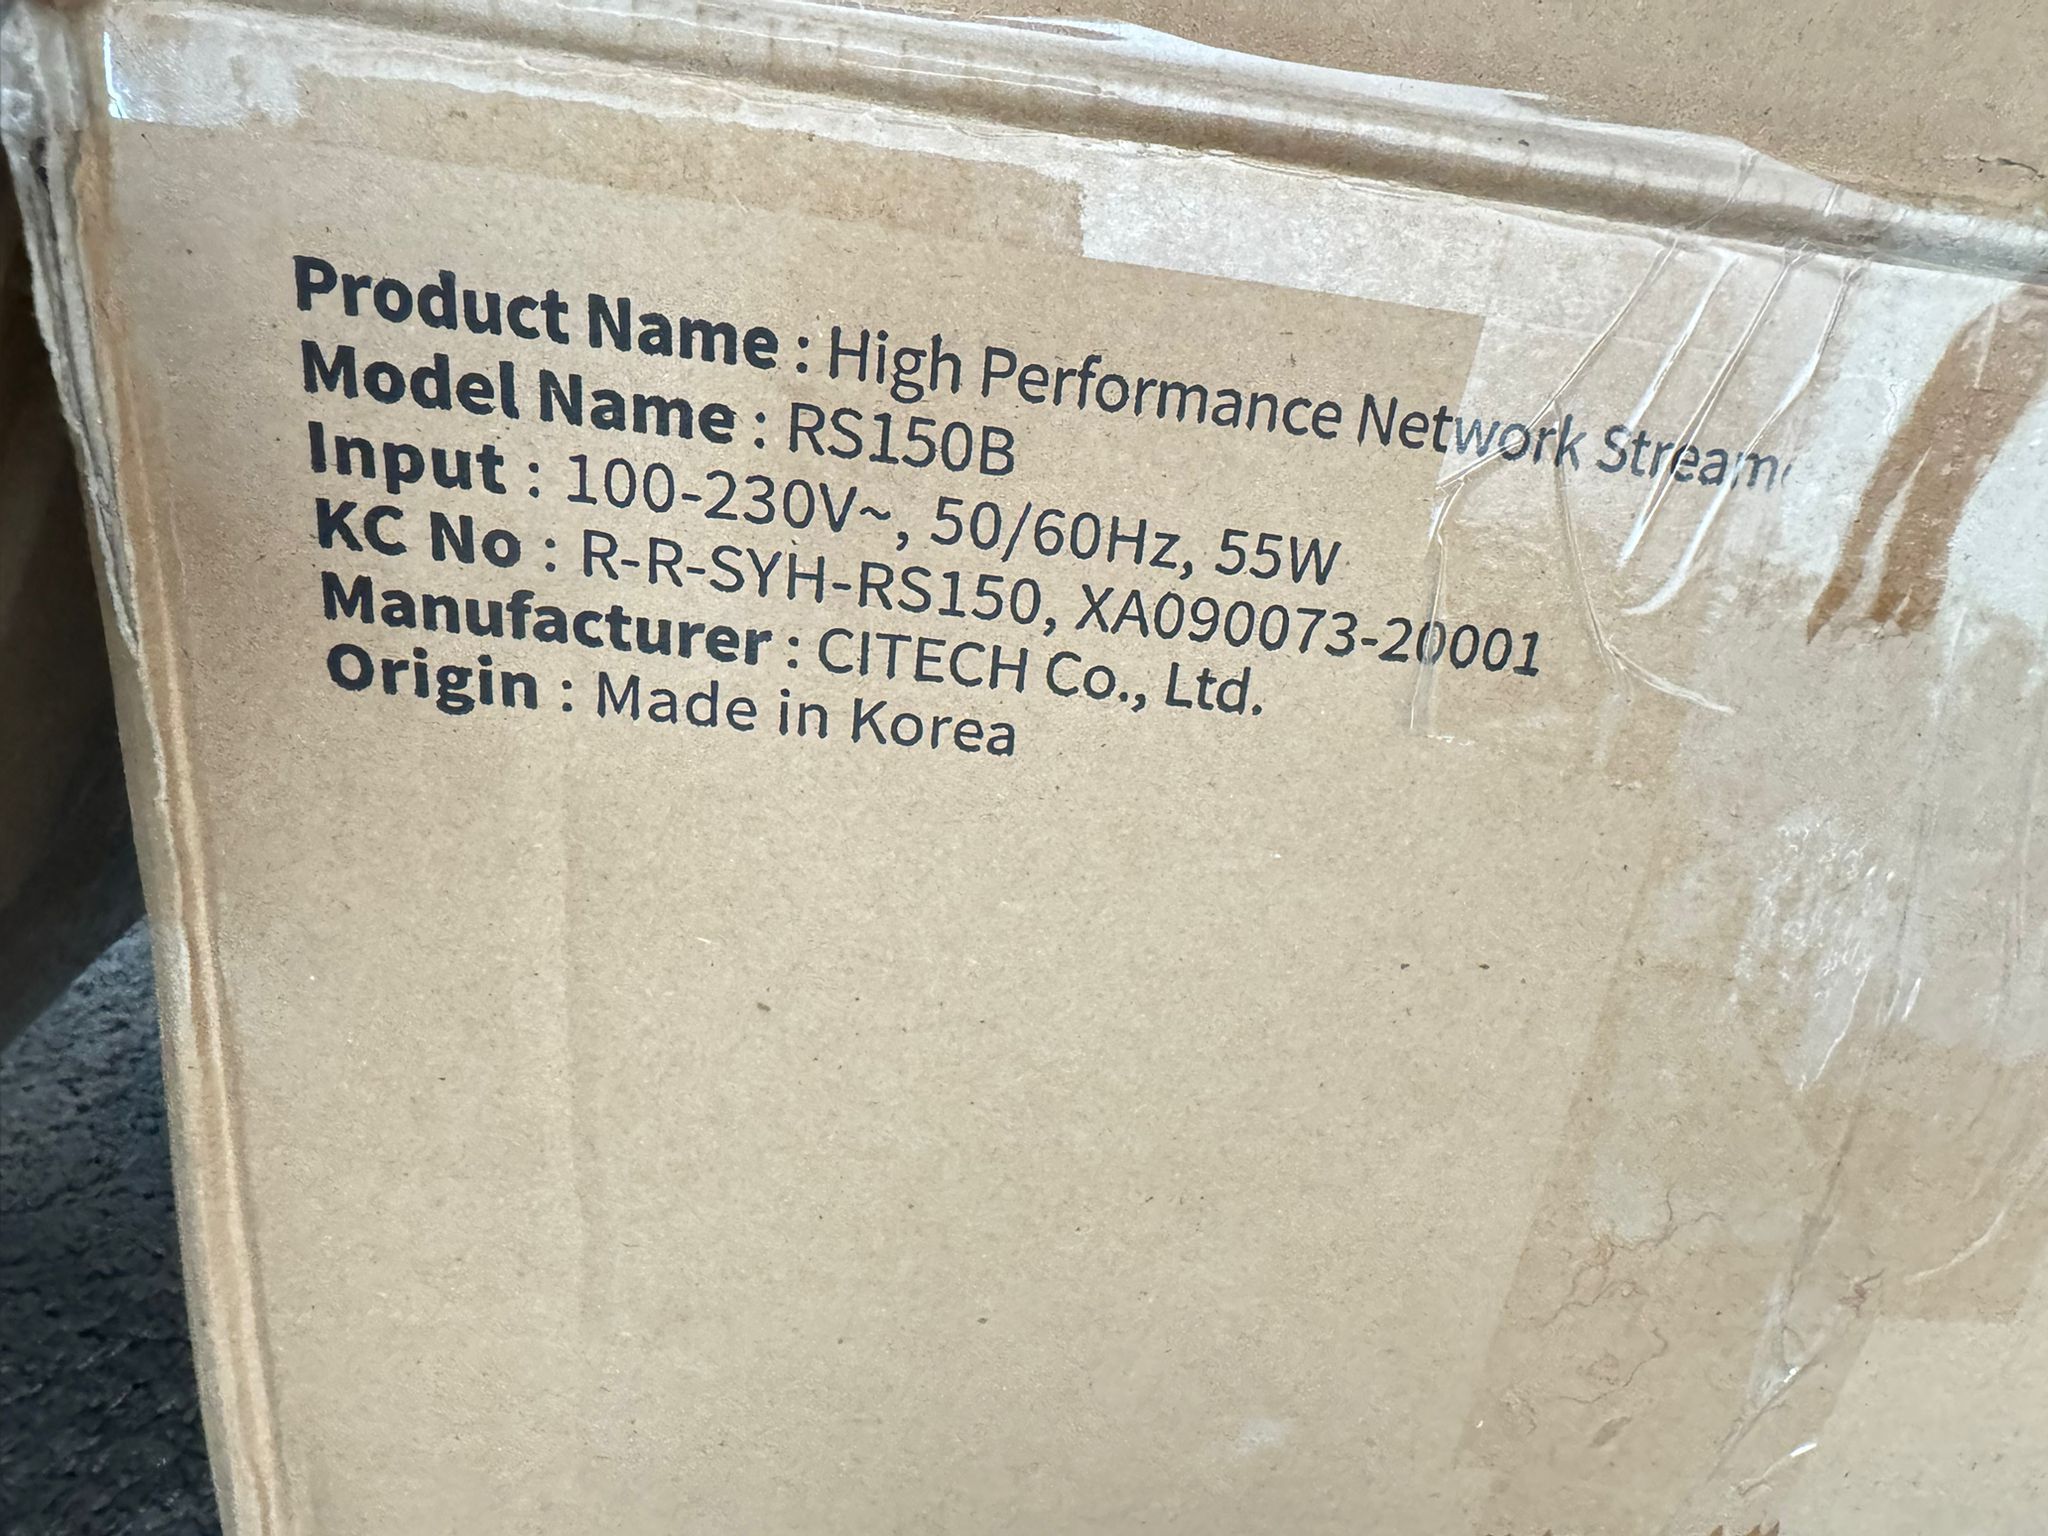 Product Name : High Performance Network
Model Name : RS150B
Input : 100-230V~, 50/60Hz, 55W
KC No : R-R-SYH-RS150, XA090073-20001
Manufacturer : CITECH Co., Ltd.
Origin : Made in Korea